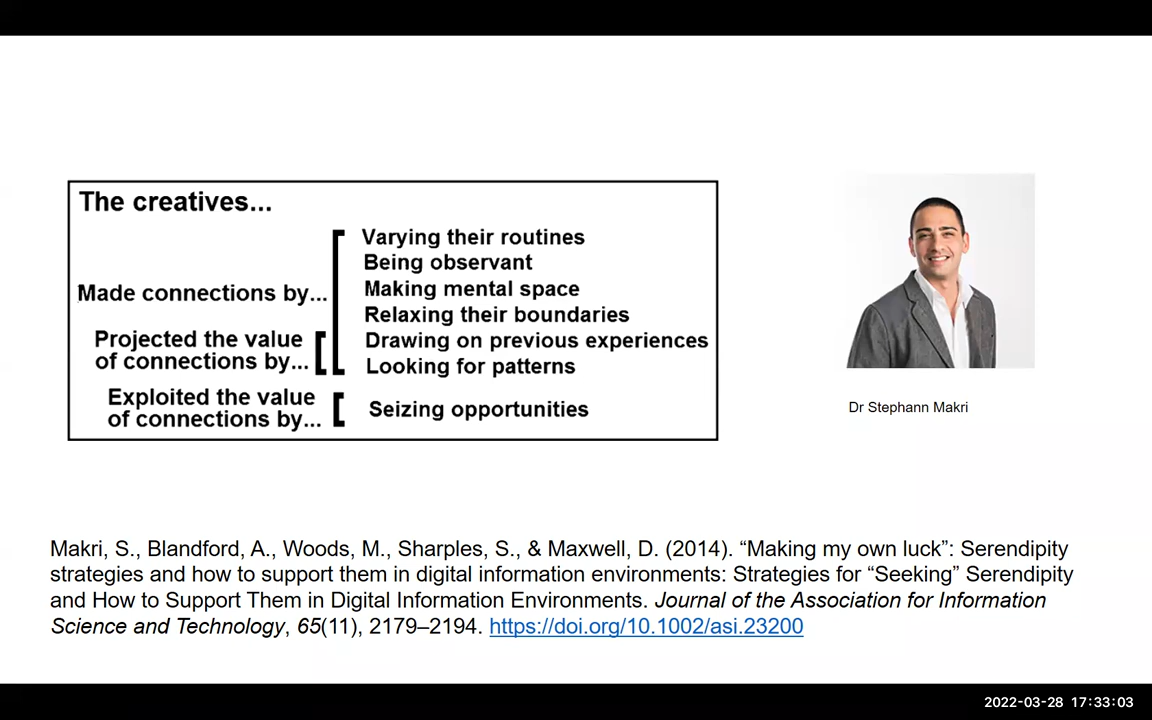 The creatives...
Made connections by...
Varying their routines
Being observant
Making mental space
Relaxing their boundaries
Drawing on previous experiences
Looking for patterns
Projected the value
of connections by...
Exploited the value
of connections by...
Seizing opportunities
Dr Stephann Makri
Makri, S., Blandford, A., Woods, M., Sharples, S., & Maxwell, D. (2014). “Making my own luck”: Serendipity
strategies and how to support them in digital information environments: Strategies for “Seeking” Serendipity
and How to Support Them in Digital Information Environments. Journal of the Association for Information
Science and Technology, 65(11), 2179–2194. https://doi.org/10.1002/asi.23200
2022-03-28 17:33:03